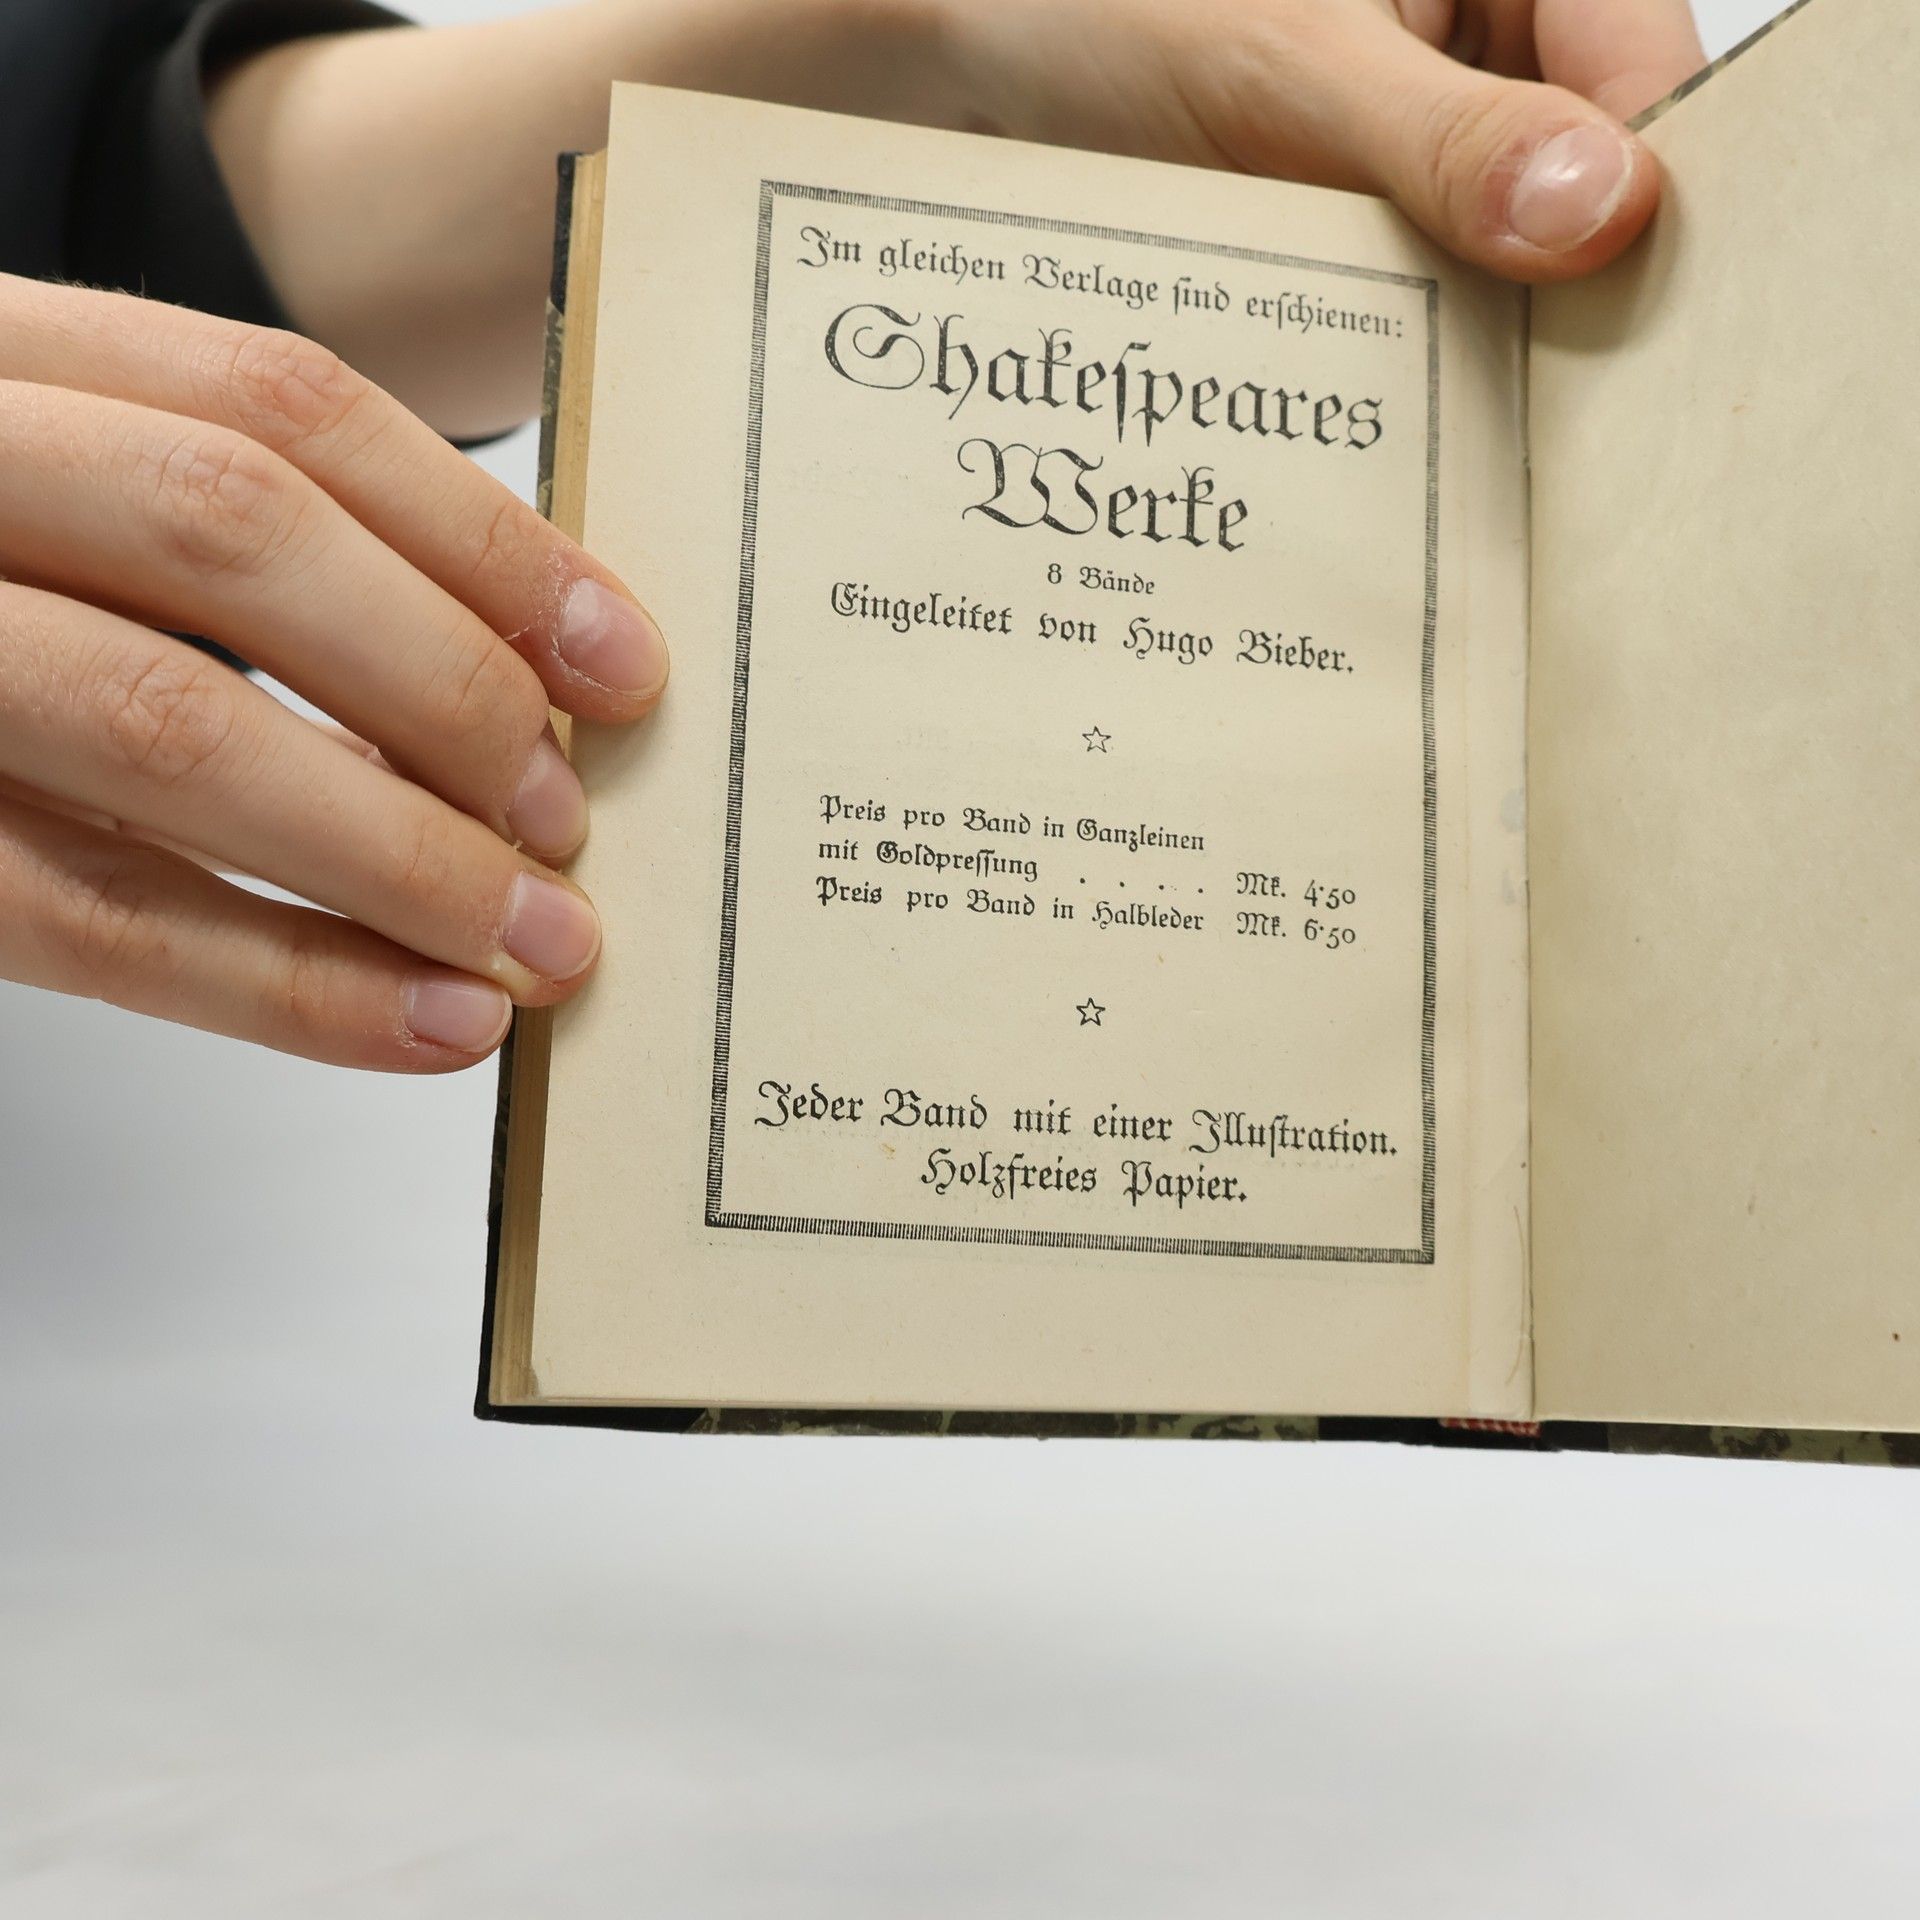 Im gleichen Verlage ſind erſchienen:
Shakeſpeares
Werke
8 Bände
Eingeleitet von Hugo Bieber.
☆
Preis pro Band in Ganzleinen
mit Goldpreſſung . . . . Mk. 4·50
Preis pro Band in Halbleder Mk. 6·50
☆
Jeder Band mit einer Illuſtration.
Holzfreies Papier.